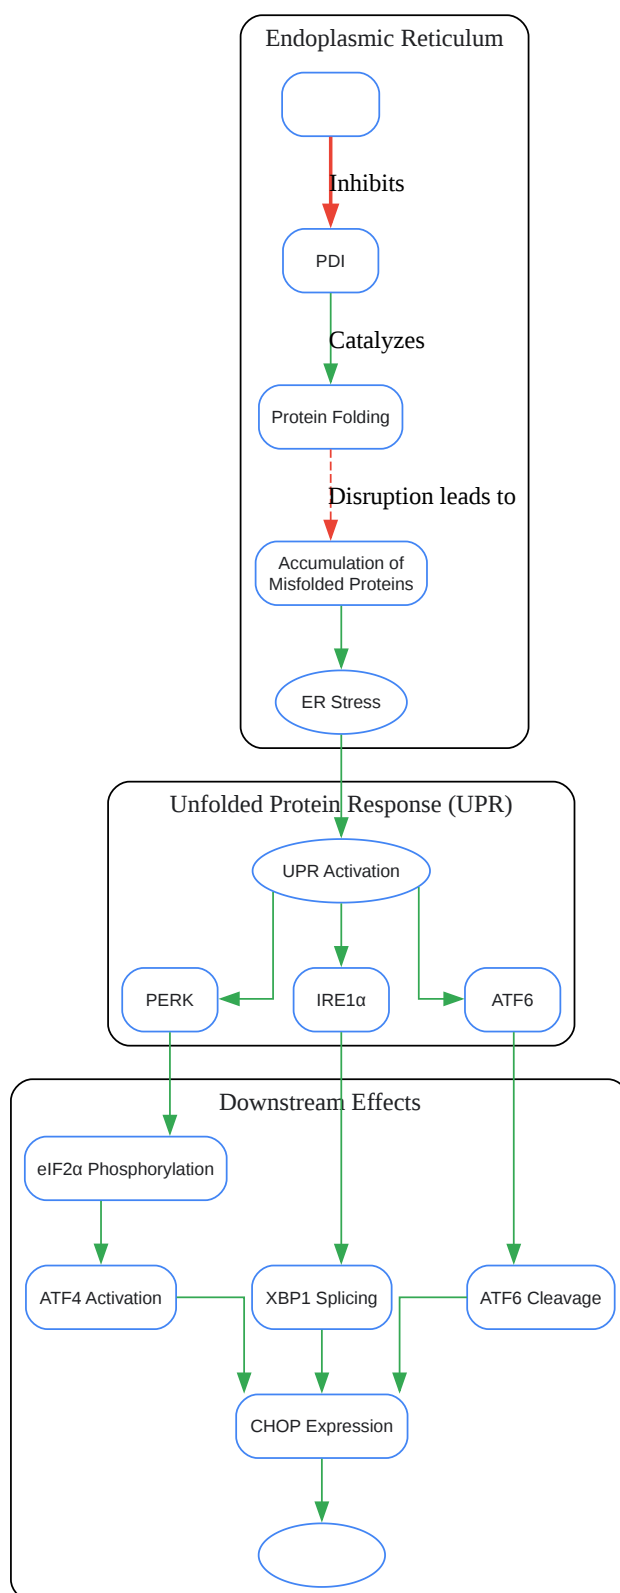 Endoplasmic Reticulum
Inhibits
PDI
Catalyzes
Protein Folding
Disruption leads to
Accumulation of
Misfolded Proteins
ER Stress
Unfolded Protein Response (UPR)
UPR Activation
PERK
IRE1α
ATF6
Downstream Effects
eIF2α Phosphorylation
ATF4 Activation
XBP1 Splicing
ATF6 Cleavage
CHOP Expression